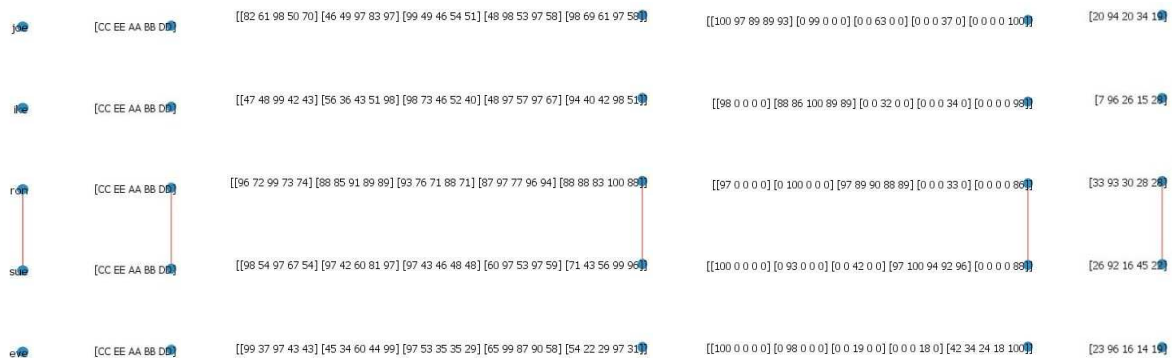 joe [CC EE AA BB DD] [[82 61 98 50 70] [46 49 97 83 97] [99 49 46 54 51] [48 98 53 97 58] [98 69 61 97 58]] [[100 97 89 89 93] [0 99 0 0 0] [0 0 63 0 0] [0 0 0 37 0] [0 0 0 0 100]] [20 94 20 34 19]
ike [CC EE AA BB DD] [[47 48 99 42 43] [56 36 43 51 98] [98 73 46 52 40] [48 97 57 97 67] [94 40 42 98 51]] [[98 0 0 0 0] [88 86 100 89 89] [0 0 32 0 0] [0 0 0 34 0] [0 0 0 0 98]] [7 96 26 15 26]
ron [CC EE AA BB DD] [[96 72 99 73 74] [88 85 91 89 89] [93 76 71 88 71] [87 97 77 96 94] [88 88 83 100 88]] [[97 0 0 0 0] [0 100 0 0 0] [97 89 90 88 89] [0 0 0 33 0] [0 0 0 0 86]] [33 93 30 28 28]
sue [CC EE AA BB DD] [[98 54 97 67 54] [97 42 60 81 97] [97 43 46 48 48] [60 97 53 97 59] [71 43 56 99 96]] [[100 0 0 0 0] [0 93 0 0 0] [0 0 42 0 0] [97 100 94 92 96] [0 0 0 0 88]] [26 92 16 45 22]
eve [CC EE AA BB DD] [[99 37 97 43 43] [45 34 60 44 99] [97 53 35 35 29] [65 99 87 90 58] [54 22 29 97 31]] [[100 0 0 0 0] [0 98 0 0 0] [0 0 19 0 0] [0 0 0 18 0] [42 34 24 18 100]] [23 96 16 14 19]